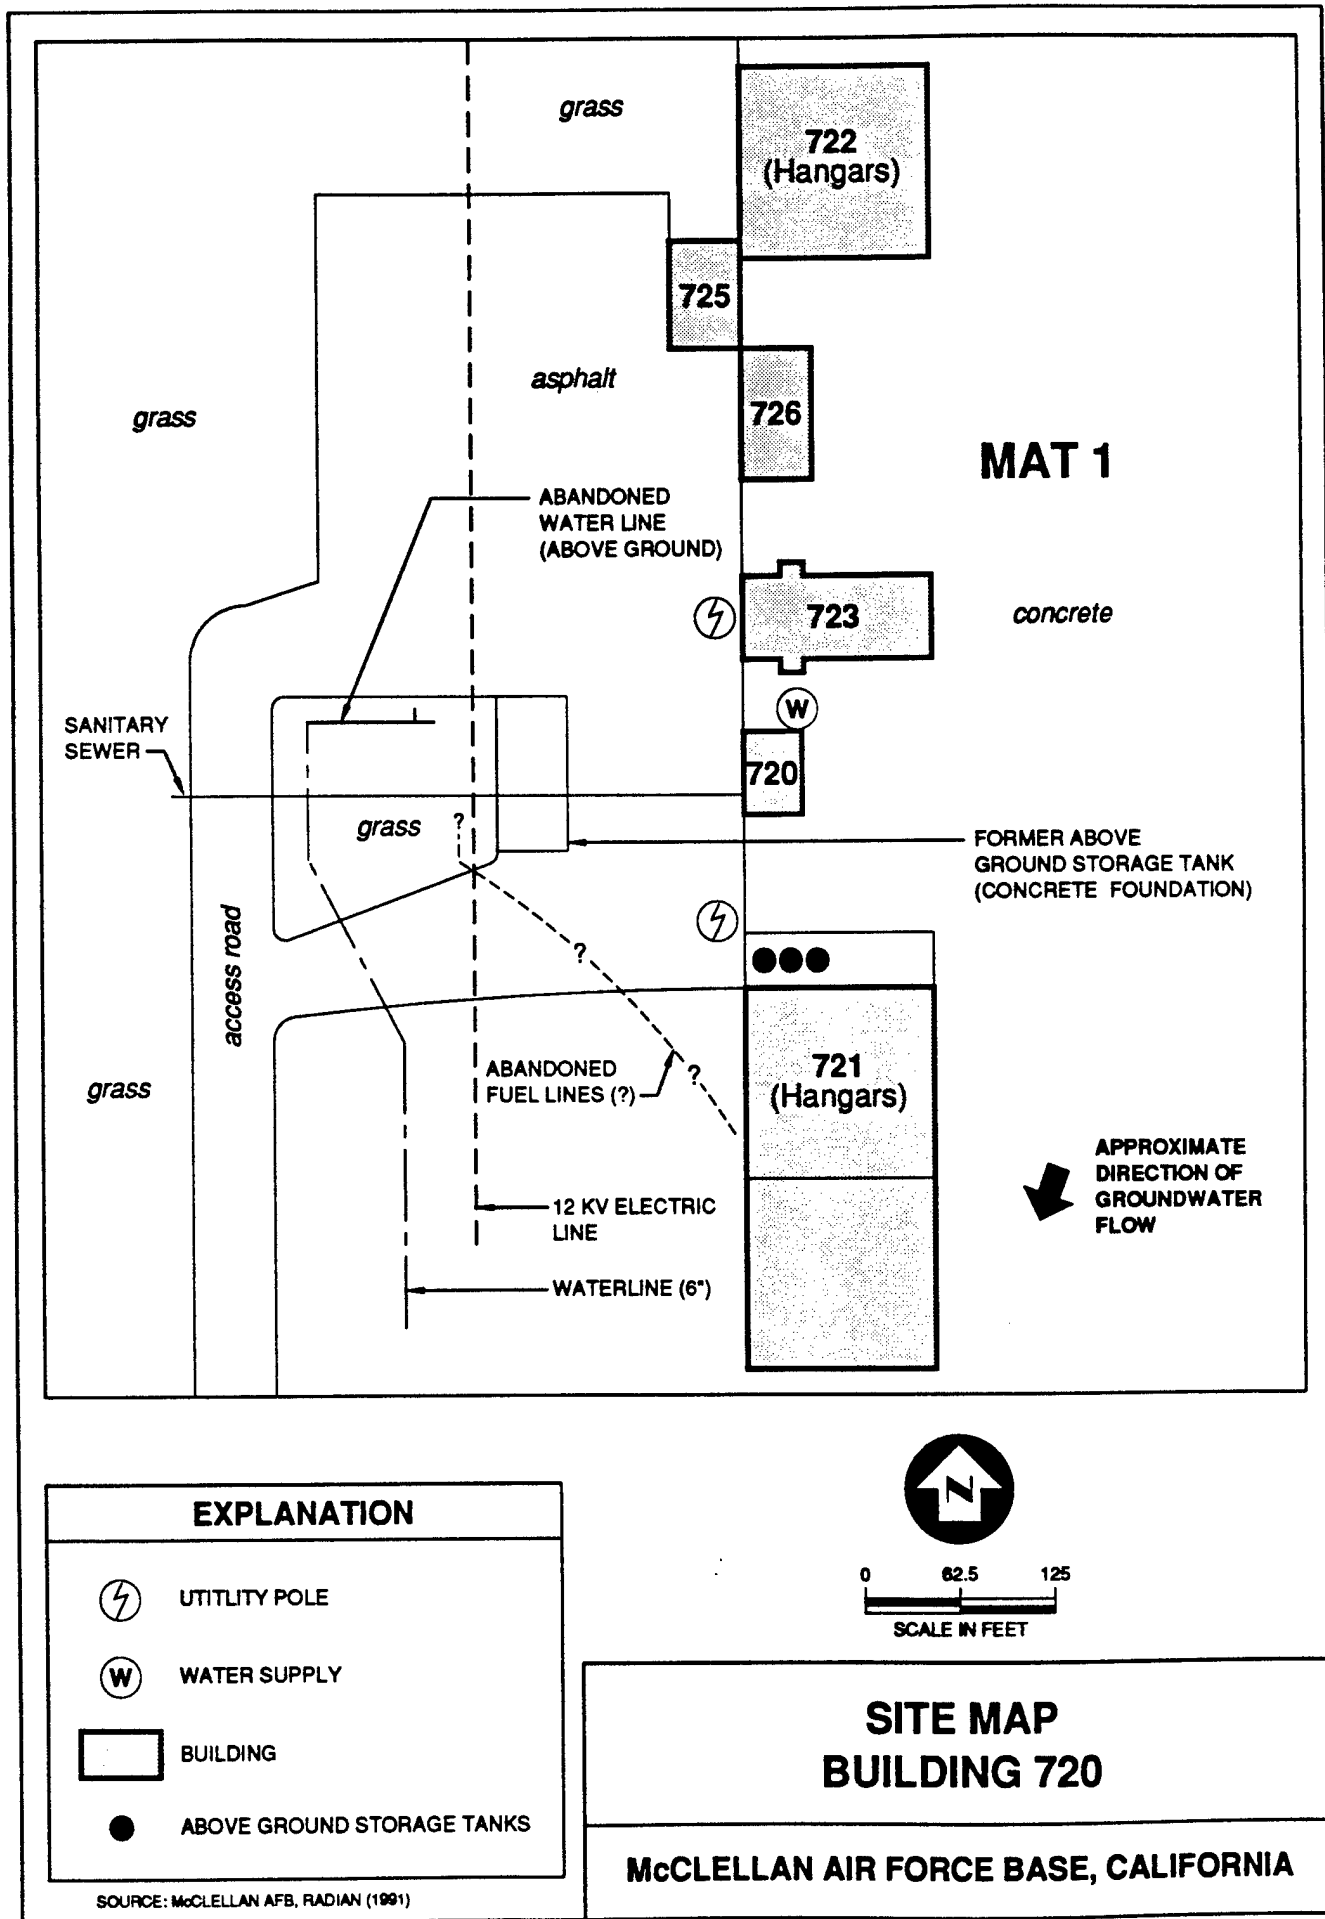 grass
722
(Hangars)
725
asphalt
726
grass
MAT 1
ABANDONED
WATER LINE
(ABOVE GROUND)
723
concrete
W
SANITARY
SEWER
720
grass
?
FORMER ABOVE
GROUND STORAGE TANK
(CONCRETE FOUNDATION)
access road
?
ABANDONED
FUEL LINES (?)
?
721
(Hangars)
grass
APPROXIMATE
DIRECTION OF
GROUNDWATER
FLOW
12 KV ELECTRIC
LINE
WATERLINE (6")
N
0 62.5 125
SCALE IN FEET
EXPLANATION
UTITLITY POLE
W WATER SUPPLY
BUILDING
ABOVE GROUND STORAGE TANKS
SOURCE: McCLELLAN AFB, RADIAN (1991)
SITE MAP
BUILDING 720
McCLELLAN AIR FORCE BASE, CALIFORNIA